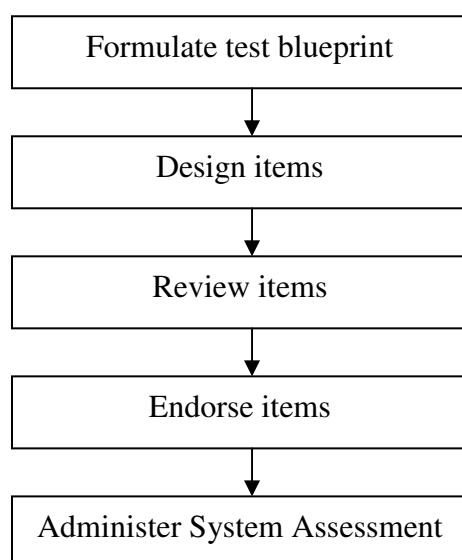 Formulate test blueprint
Design items
Review items
Endorse items
Administer System Assessment